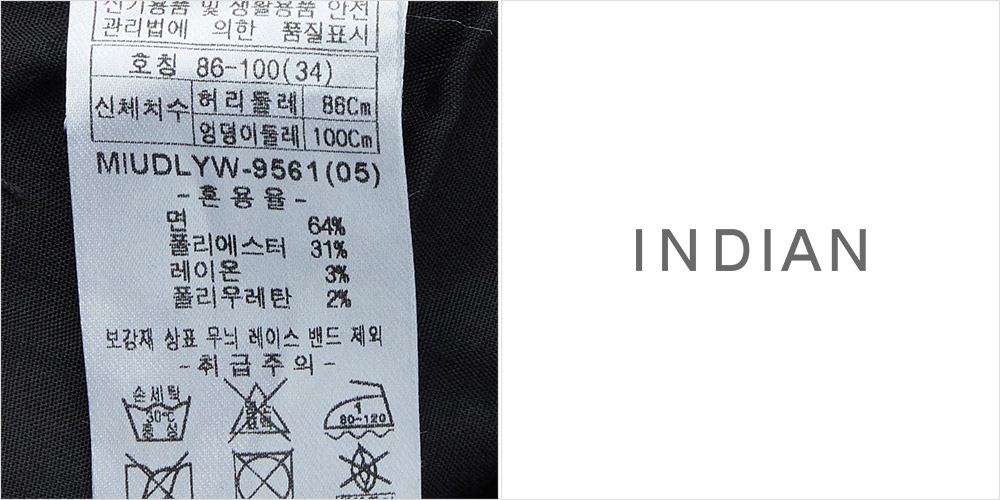 전기용품 및 생활용품 안전
관리법에 의한 품질표시
호칭 86-100(34)
신체치수 허리둘레 86Cm
엉덩이둘레 100Cm
MIUDLYW-9561(05)
-혼용율-
면 64%
폴리에스터 31%
레이온 3%
폴리우레탄 2%
보강재 상표 무늬 레이스 밴드 제외
-취급주의-
손세탁
30℃
중성
1
80-120
INDIAN